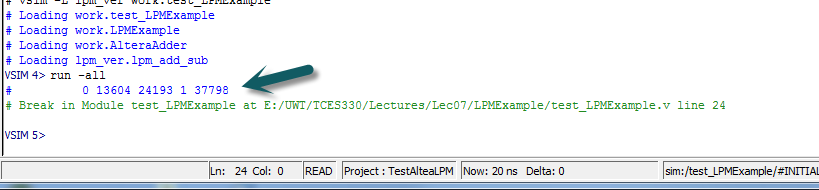 # vsim -L lpm_ver work.test_LPMExample
# Loading work.test_LPMExample
# Loading work.LPMExample
# Loading work.AlteraAdder
# Loading lpm_ver.lpm_add_sub
VSIM 4> run -all
# 0 13604 24193 1 37798
# Break in Module test_LPMExample at E:/UWT/TCES330/Lectures/Lec07/LPMExample/test_LPMExample.v line 24
VSIM 5>
Ln: 24 Col: 0 READ Project : TestAlteaLPM Now: 20 ns Delta: 0 sim:/test_LPMExample/#INITIAL